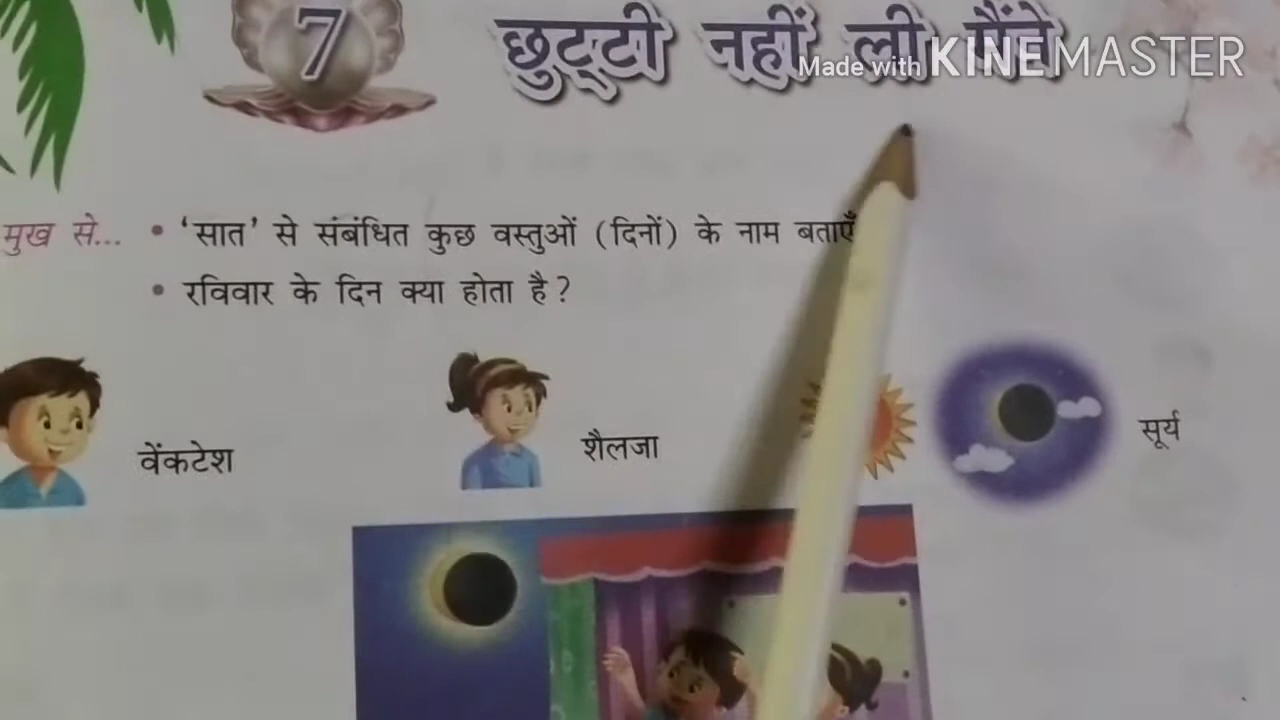 7
छुट्टी नहीं ली मैंने
Made with KINEMASTER
मुख से... • 'सात' से संबंधित कुछ वस्तुओं (दिनों) के नाम बताएँ
• रविवार के दिन क्या होता है ?
वेंकटेश
शैलजा
सूर्य